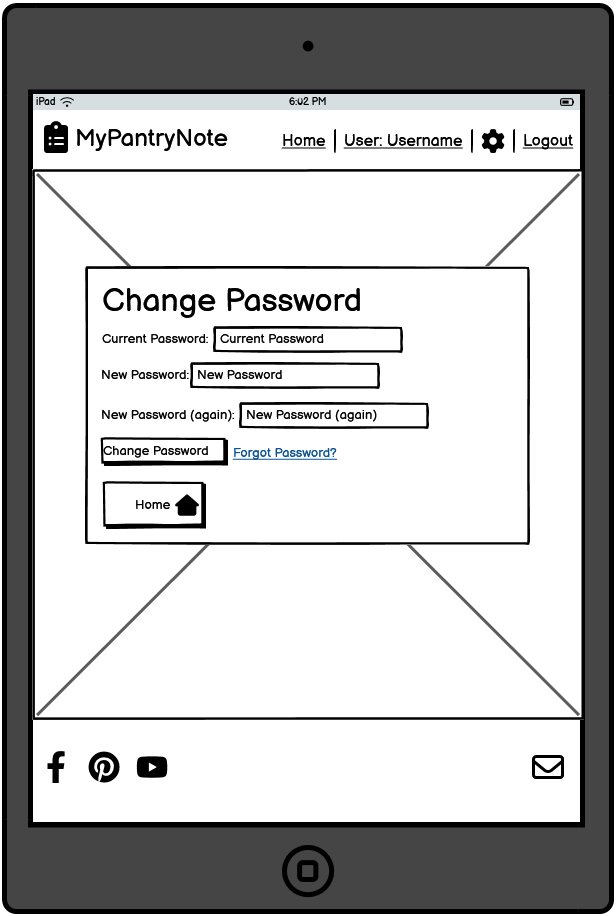 iPad 6:02 PM
MyPantryNote Home User: Username Logout
Change Password
Current Password: Current Password
New Password: New Password
New Password (again): New Password (again)
Change Password Forgot Password?
Home